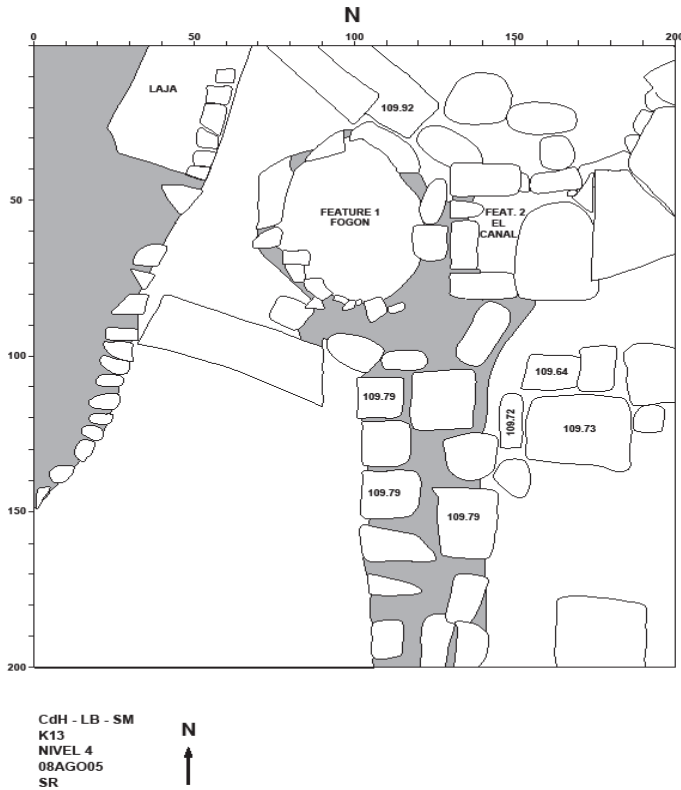 N
0 50 100 150 200
LAJA
109.92
50
FEATURE 1
FOGON
FEAT. 2
EL
CANAL
100
109.64
109.79
109.72
109.73
109.79
109.79
150
200
CdH - LB - SM
K13
NIVEL 4
08AGO05
SR
N